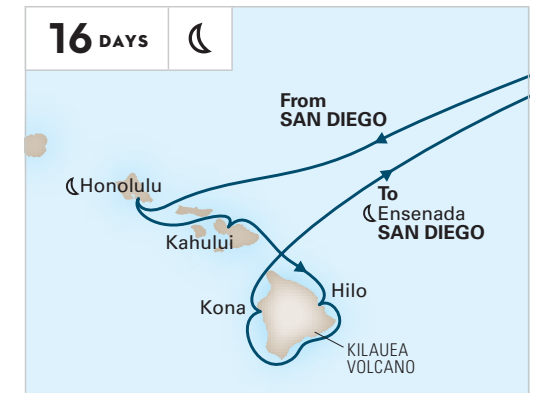 16 DAYS
From
SAN DIEGO
Honolulu
To
Ensenada
SAN DIEGO
Kahului
Hilo
Kona
KILAUEA
VOLCANO